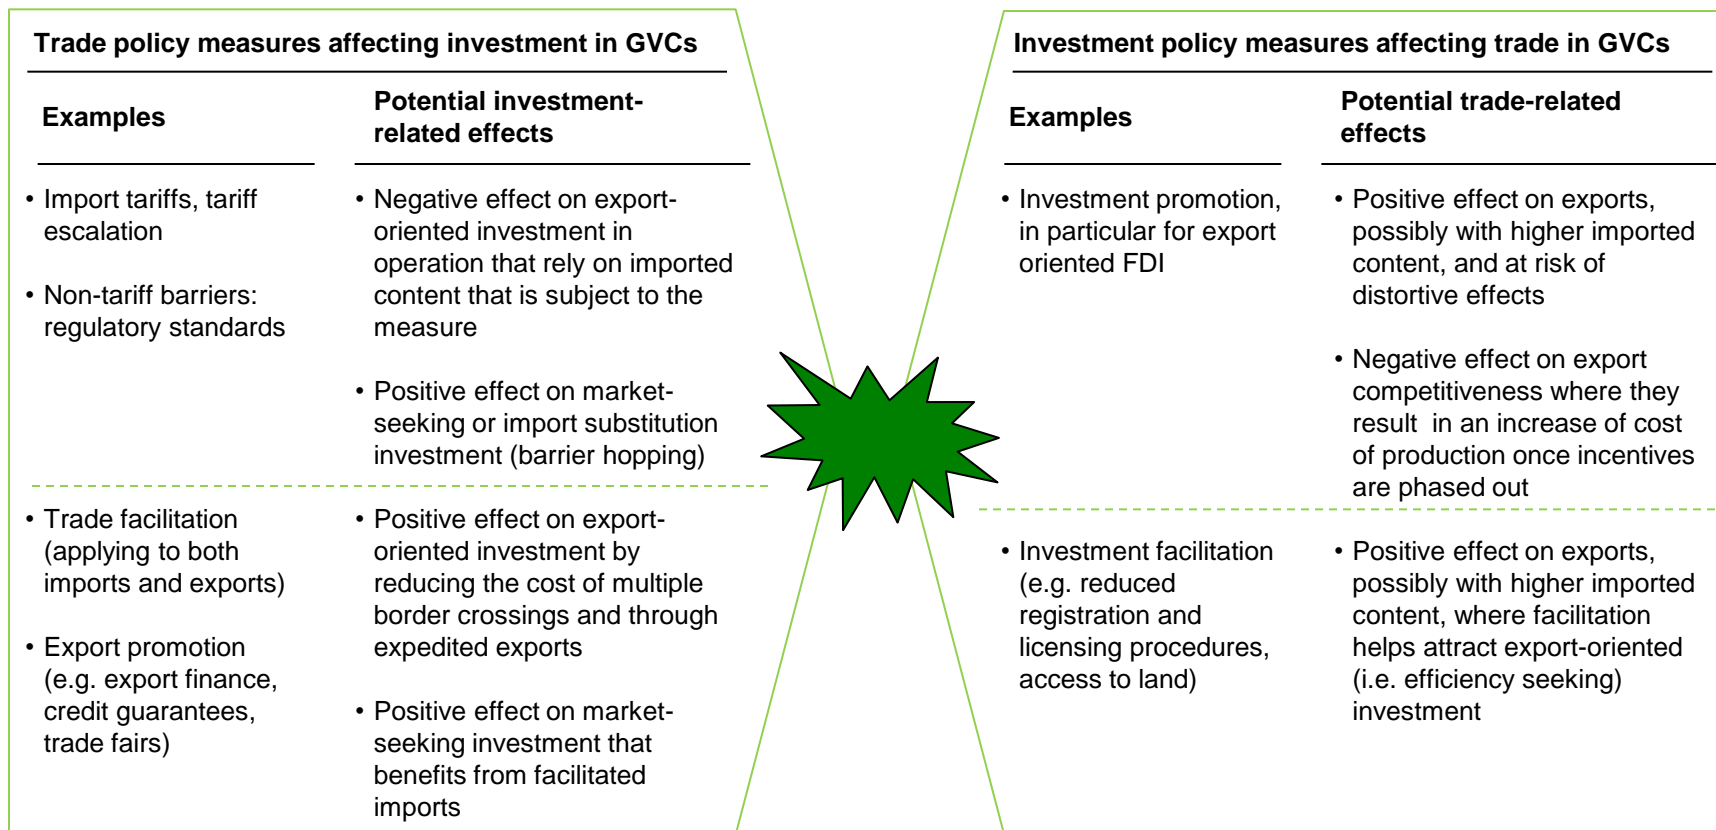 Trade policy measures affecting investment in GVCs
Examples
Potential investment-
related effects
• Import tariffs, tariff
escalation
• Non-tariff barriers:
regulatory standards
• Negative effect on export-
oriented investment in
operation that rely on imported
content that is subject to the
measure
• Positive effect on market-
seeking or import substitution
investment (barrier hopping)
• Trade facilitation
(applying to both
imports and exports)
• Export promotion
(e.g. export finance,
credit guarantees,
trade fairs)
• Positive effect on export-
oriented investment by
reducing the cost of multiple
border crossings and through
expedited exports
• Positive effect on market-
seeking investment that
benefits from facilitated
imports
Investment policy measures affecting trade in GVCs
Examples
Potential trade-related
effects
• Investment promotion,
in particular for export
oriented FDI
• Positive effect on exports,
possibly with higher imported
content, and at risk of
distortive effects
• Negative effect on export
competitiveness where they
result in an increase of cost
of production once incentives
are phased out
• Investment facilitation
(e.g. reduced
registration and
licensing procedures,
access to land)
• Positive effect on exports,
possibly with higher imported
content, where facilitation
helps attract export-oriented
(i.e. efficiency seeking)
investment